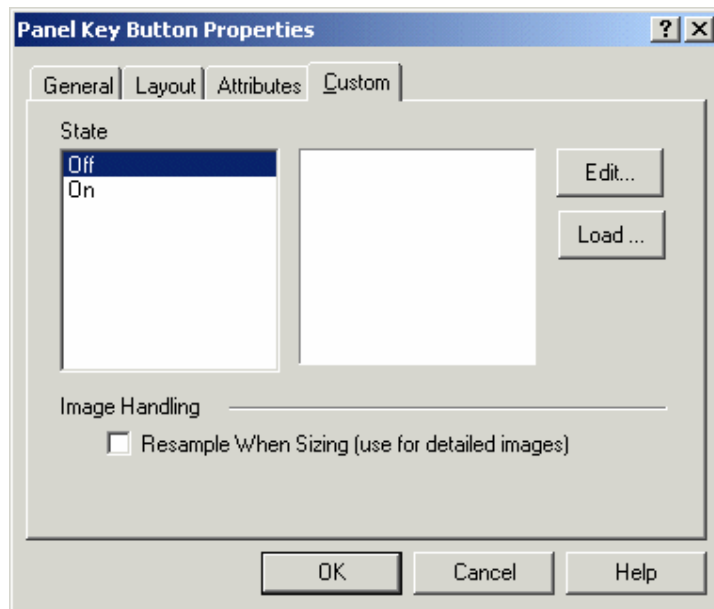 Panel Key Button Properties
General Layout Attributes Custom
State
Off
On
Edit...
Load ...
Image Handling
Resample When Sizing (use for detailed images)
OK Cancel Help